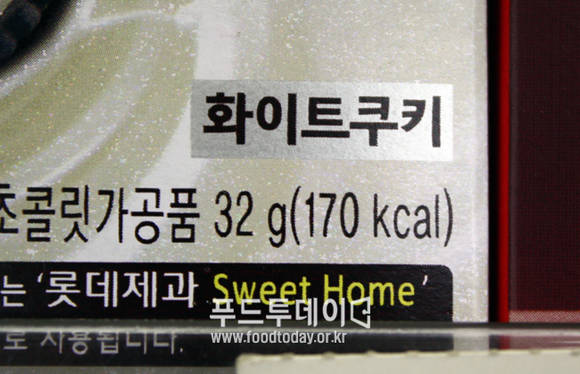 화이트쿠키
초콜릿가공품 32 g(170 kcal)
는 '롯데제과 Sweet Home'
푸드투데이
www.foodtoday.or.kr
로 사용됩니다.